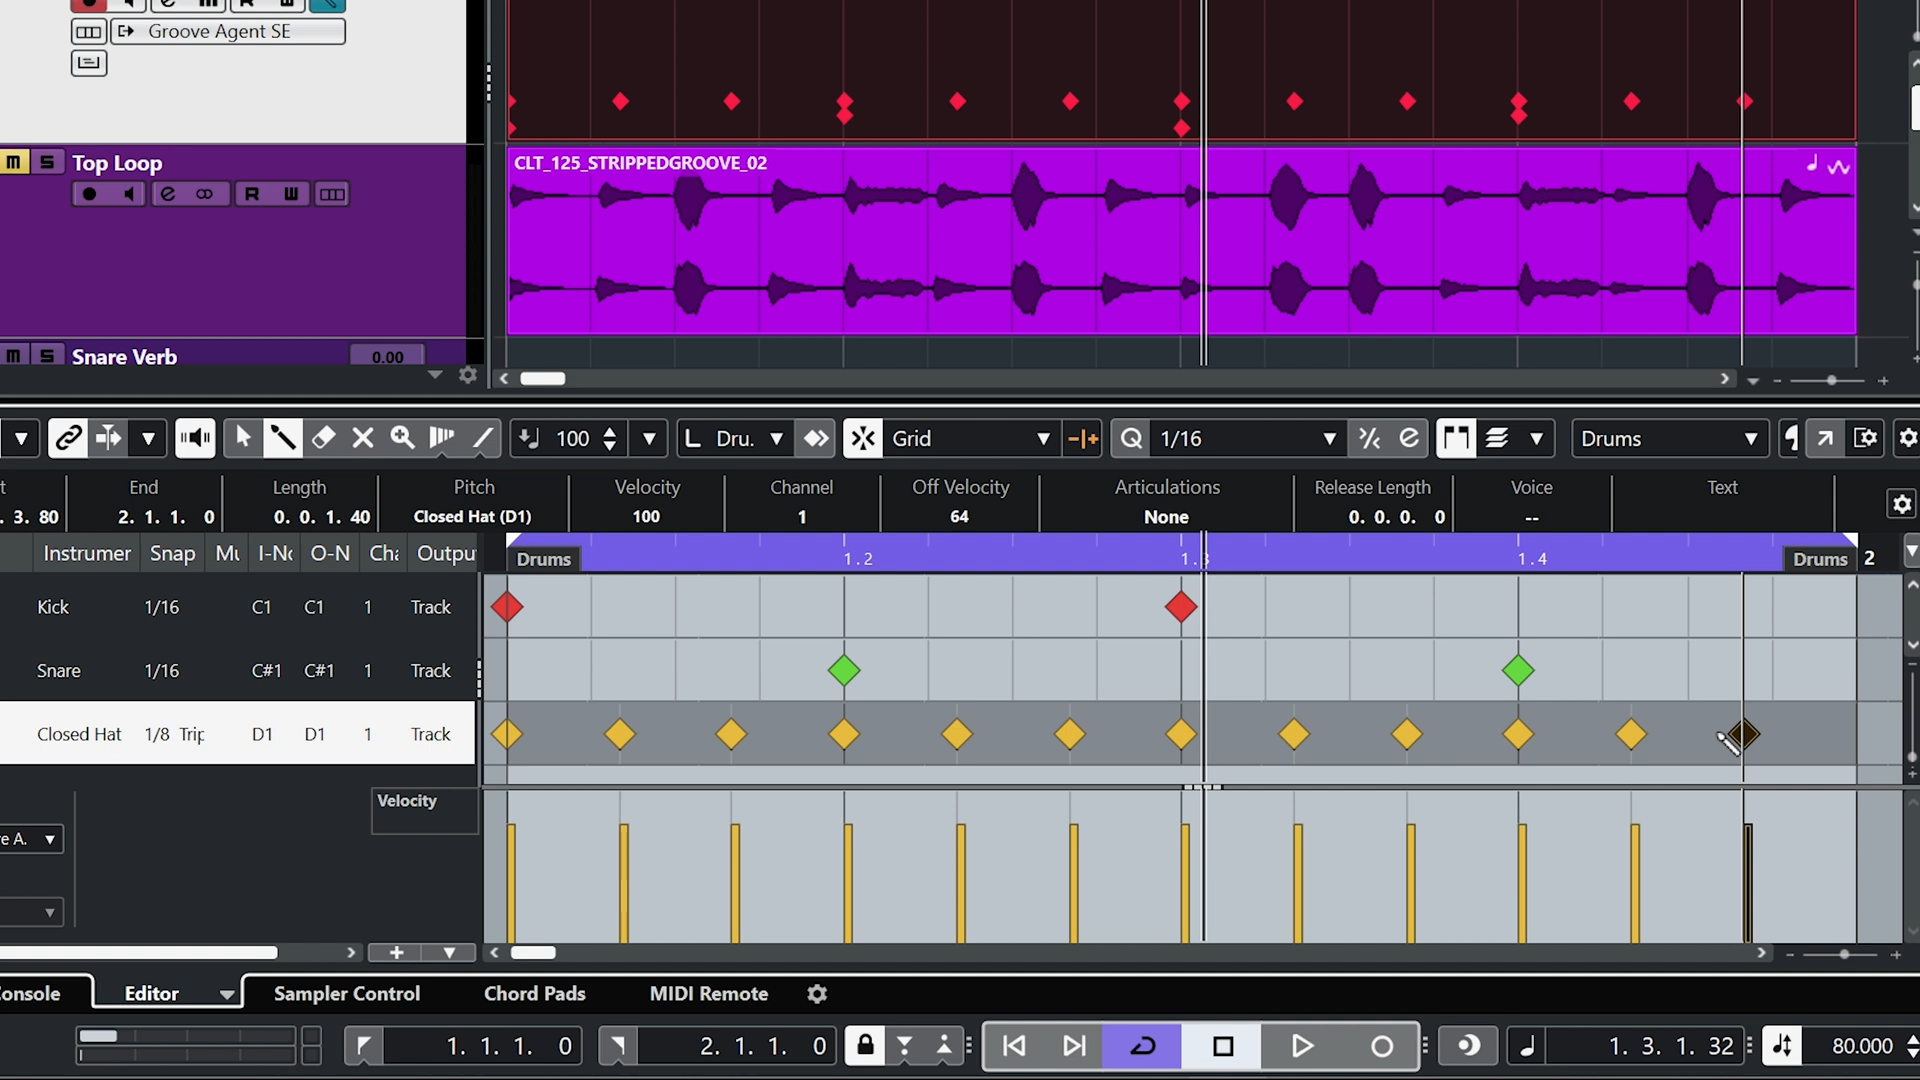 Groove Agent SE
M S Top Loop
R W
CLT_125_STRIPPEDGROOVE_02
M S Snare Verb 0.00
100 Dru. Grid Q 1/16 Drums
End Length Pitch Velocity Channel Off Velocity Articulations Release Length Voice Text
. 3. 80 2. 1. 1. 0 0. 0. 1. 40 Closed Hat (D1) 100 1 64 None 0. 0. 0. 0 --
Instrumer Snap Mu I-Nc O-N Cha Outpu Drums 1.2 1.3 1.4 Drums 2
Kick 1/16 C1 C1 1 Track
Snare 1/16 C#1 C#1 1 Track
Closed Hat 1/8 Trip D1 D1 1 Track
Velocity
e A.
onsole Editor Sampler Control Chord Pads MIDI Remote
1. 1. 1. 0 2. 1. 1. 0 1. 3. 1. 32 80.000